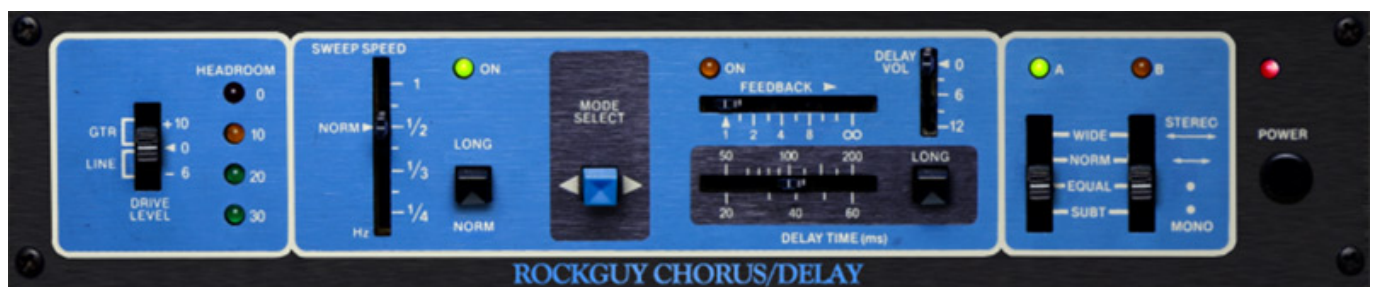 HEADROOM
0
10
20
30
GTR
LINE
+10
0
- 6
DRIVE
LEVEL
SWEEP SPEED
1
NORM
1/2
1/3
1/4
Hz
ON
LONG
NORM
MODE
SELECT
ON
FEEDBACK
1 2 4 8 ∞
DELAY
VOL
0
6
12
50 100 200
20 40 60
LONG
DELAY TIME (ms)
A
B
WIDE
NORM
EQUAL
SUBT
STEREO
MONO
POWER
ROCKGUY CHORUS/DELAY